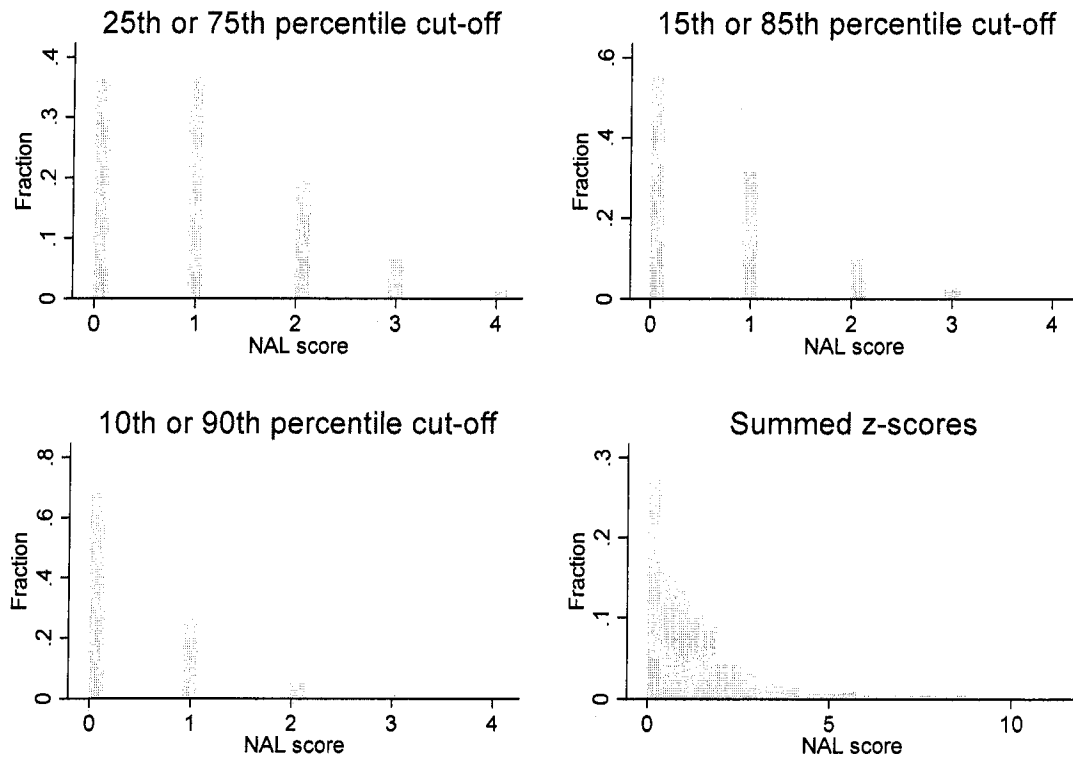 25th or 75th percentile cut-off
.4
.3
.2
.1
0
Fraction
0 1 2 3 4
NAL score
15th or 85th percentile cut-off
.6
.4
.2
0
Fraction
0 1 2 3 4
NAL score
10th or 90th percentile cut-off
.8
.6
.4
.2
0
Fraction
0 1 2 3 4
NAL score
Summed z-scores
.3
.2
.1
0
Fraction
0 5 10
NAL score